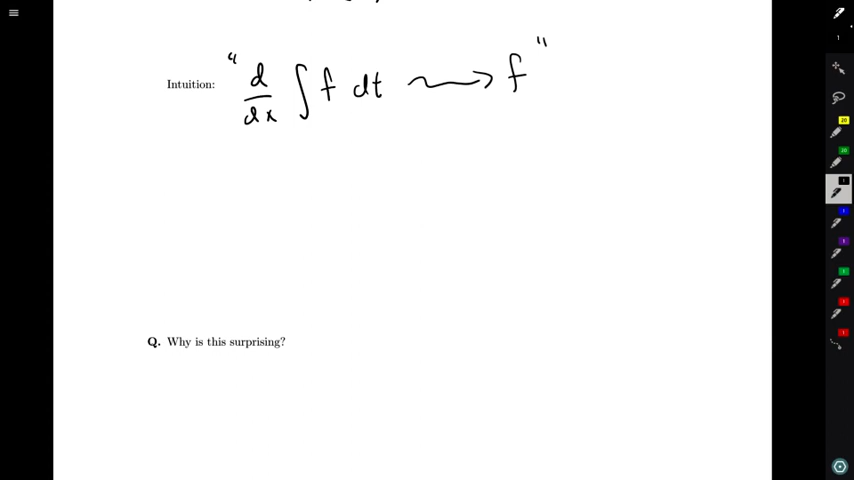 Intuition: " d/dx ∫ f dt ⟿ f "
Q. Why is this surprising?